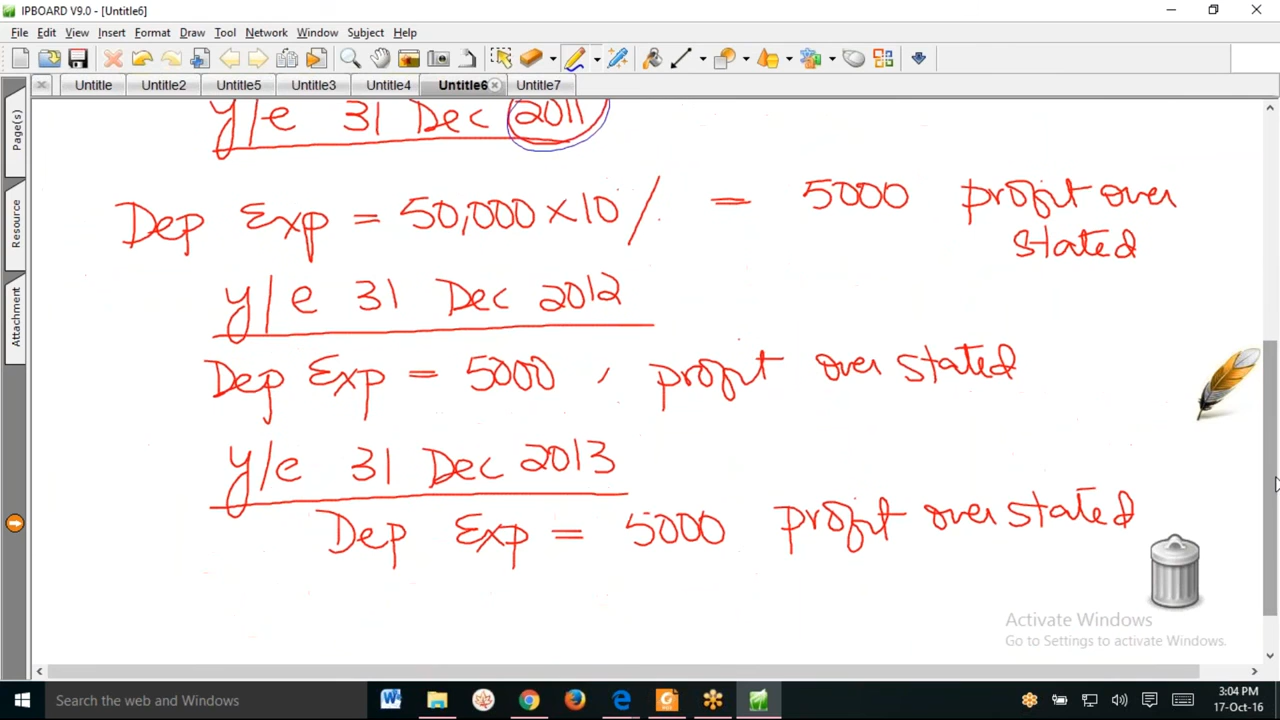 IPBOARD V9.0 - [Untitle6]
File Edit View Insert Format Draw Tool Network Window Subject Help
Untitle Untitle2 Untitle5 Untitle3 Untitle4 Untitle6 Untitle7
Page(s)
Resource
Attachment
y/e 31 Dec 2011
Dep Exp = 50,000 × 10 /. = 5000 profit over
stated
y/e 31 Dec 2012
Dep Exp = 5000 , profit over stated
y/e 31 Dec 2013
Dep Exp = 5000 profit over stated
Activate Windows
Go to Settings to activate Windows.
Search the web and Windows
3:04 PM
17-Oct-16